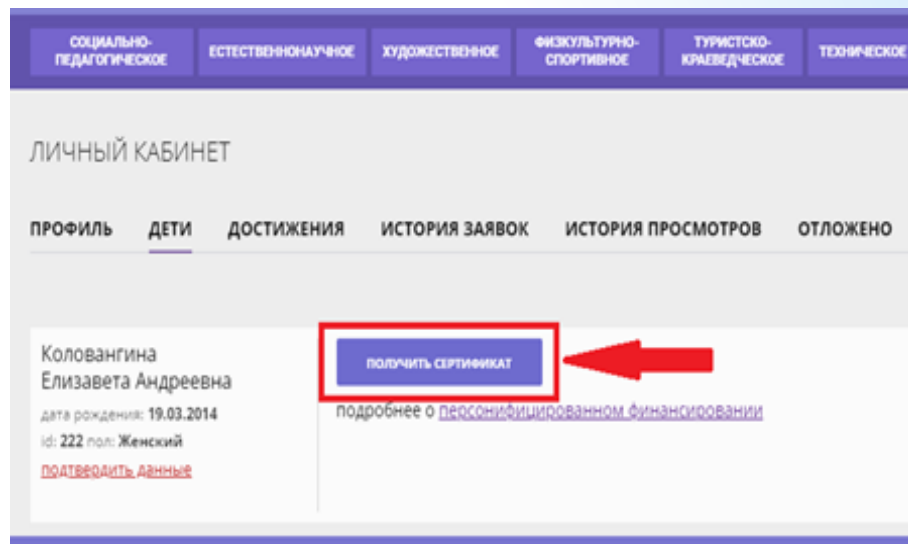 СОЦИАЛЬНО-
ПЕДАГОГИЧЕСКОЕ
ЕСТЕСТВЕННОНАУЧНОЕ
ХУДОЖЕСТВЕННОЕ
ФИЗКУЛЬТУРНО-
СПОРТИВНОЕ
ТУРИСТСКО-
КРАЕВЕДЧЕСКОЕ
ТЕХНИЧЕСКОЕ
ЛИЧНЫЙ КАБИНЕТ
ПРОФИЛЬ ДЕТИ ДОСТИЖЕНИЯ ИСТОРИЯ ЗАЯВОК ИСТОРИЯ ПРОСМОТРОВ ОТЛОЖЕНО
Коловангина
Елизавета Андреевна
дата рождения: 19.03.2014
id: 222 пол: Женский
подтвердить данные
ПОЛУЧИТЬ СЕРТИФИКАТ
подробнее о персонифицированном финансировании